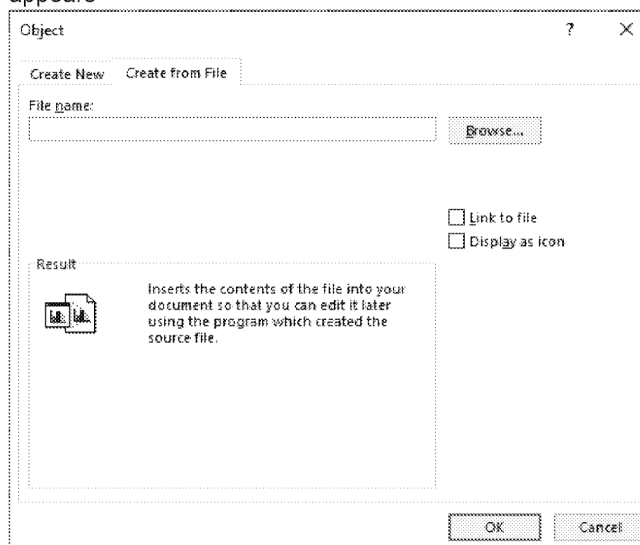 appears
Object ? X
Create New Create from File
File name:
Browse...
Link to file
Display as icon
Result
Inserts the contents of the file into your
document so that you can edit it later
using the program which created the
source file.
OK Cancel